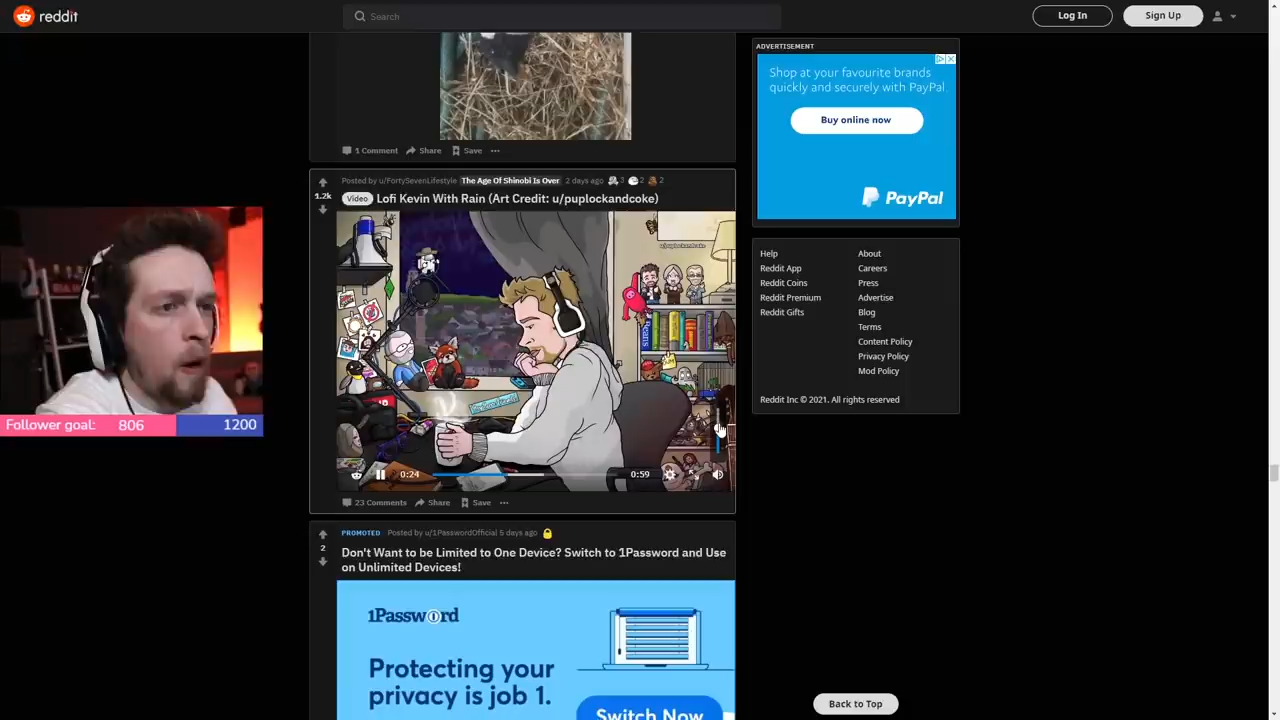 reddit
Search
Log In
Sign Up
ADVERTISEMENT
Shop at your favourite brands
quickly and securely with PayPal.
Buy online now
PayPal
1 Comment Share Save
Posted by u/FortySevenLifestyle The Age Of Shinobi Is Over 2 days ago 3 2 2
1.2k
Video Lofi Kevin With Rain (Art Credit: u/puplockandcoke)
u/puplockandcoke
Beans
0:24
0:59
23 Comments Share Save
Help
Reddit App
Reddit Coins
Reddit Premium
Reddit Gifts
About
Careers
Press
Advertise
Blog
Terms
Content Policy
Privacy Policy
Mod Policy
Reddit Inc © 2021. All rights reserved
Follower goal: 806 1200
PROMOTED Posted by u/1PasswordOfficial 5 days ago
2
Don't Want to be Limited to One Device? Switch to 1Password and Use
on Unlimited Devices!
1Password
Protecting your
privacy is job 1.
Switch Now
Back to Top